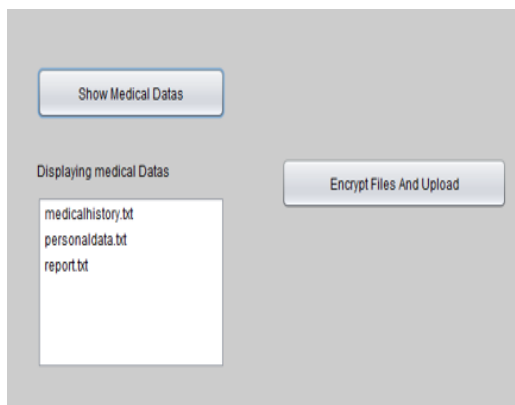 Show Medical Datas
Displaying medical Datas
Encrypt Files And Upload
medicalhistory.txt
personaldata.txt
report.txt